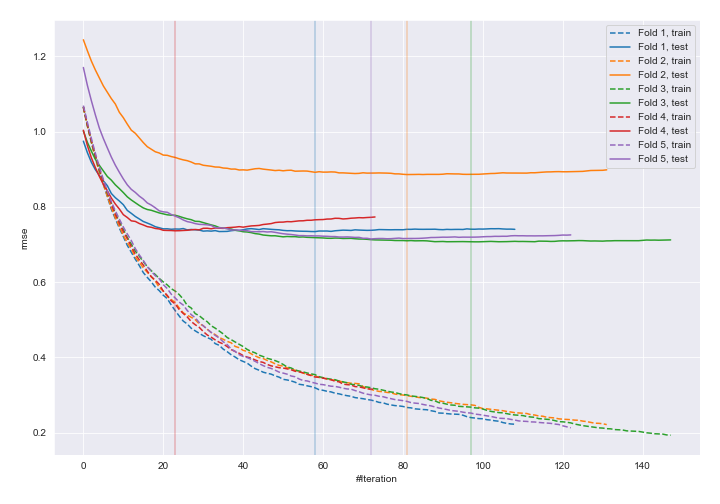 1.2
1.0
0.8
0.6
0.4
0.2
rmse
0
20
40
60
80
100
120
140
#Iteration
Fold 1, train
Fold 1, test
Fold 2, train
Fold 2, test
Fold 3, train
Fold 3, test
Fold 4, train
Fold 4, test
Fold 5, train
Fold 5, test